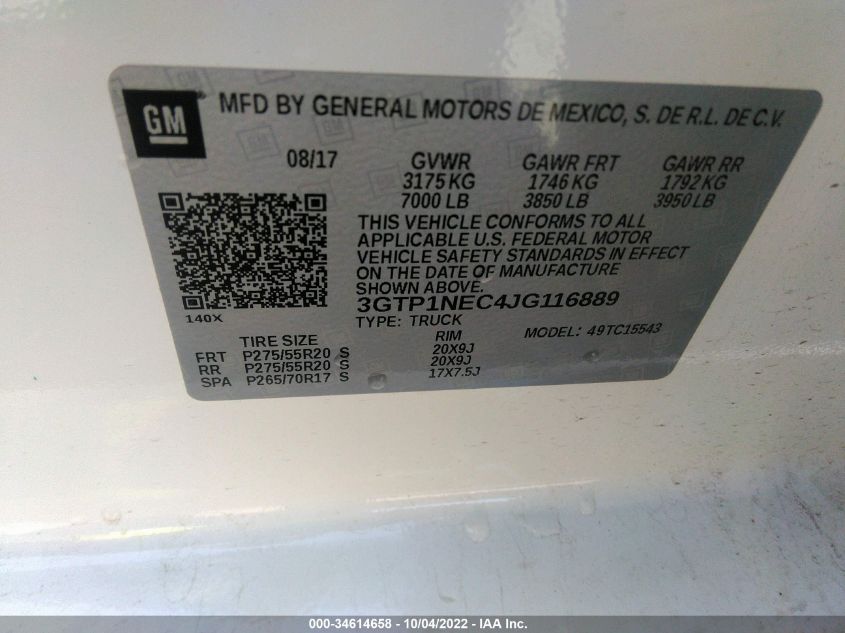 GM MFD BY GENERAL MOTORS DE MEXICO, S. DE R.L. DE C.V.
08/17 GVWR GAWR FRT GAWR RR
3175 KG 1746 KG 1792 KG
7000 LB 3850 LB 3950 LB
THIS VEHICLE CONFORMS TO ALL
APPLICABLE U.S. FEDERAL MOTOR
VEHICLE SAFETY STANDARDS IN EFFECT
ON THE DATE OF MANUFACTURE
SHOWN ABOVE.
3GTP1NEC4JG116889
140X
TYPE: TRUCK MODEL: 49TC15543
TIRE SIZE RIM
FRT P275/55R20 S 20X9J
RR P275/55R20 S 20X9J
SPA P265/70R17 S 17X7.5J
000-34614658 - 10/04/2022 - IAA Inc.